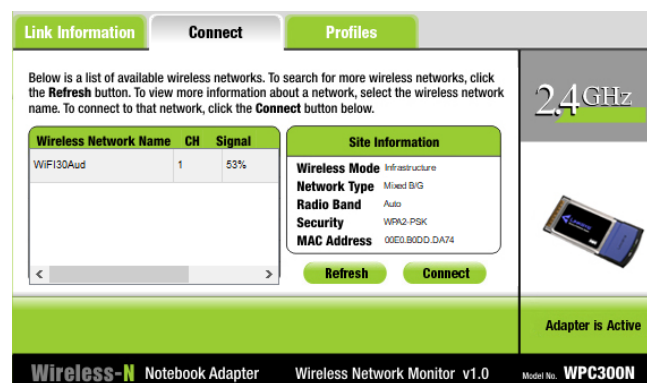 Link Information
Connect
Profiles
Below is a list of available wireless networks. To search for more wireless networks, click
the Refresh button. To view more information about a network, select the wireless network
name. To connect to that network, click the Connect button below.
2.4GHz
Wireless Network Name CH Signal
WiFI30Aud 1 53%
Site Information
Wireless Mode Infrastructure
Network Type Mixed B/G
Radio Band Auto
Security WPA2-PSK
MAC Address 00E0.B0DD.DA74
Refresh
Connect
Adapter is Active
Wireless-N Notebook Adapter Wireless Network Monitor v1.0 Model No. WPC300N